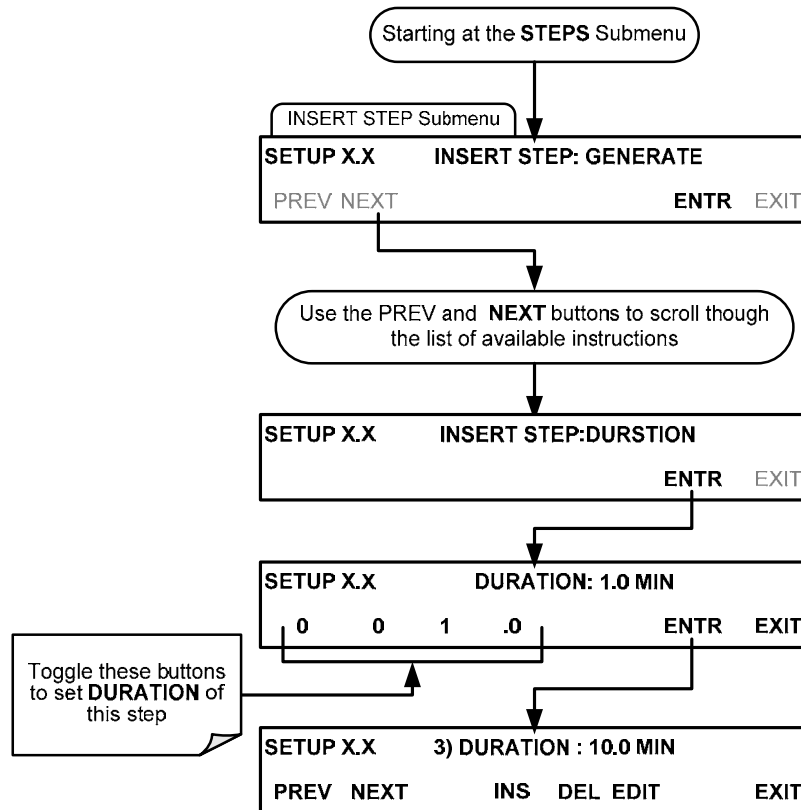 Starting at the STEPS Submenu
INSERT STEP Submenu
SETUP X.X INSERT STEP: GENERATE
PREV NEXT ENTR EXIT
Use the PREV and NEXT buttons to scroll though
the list of available instructions
SETUP X.X INSERT STEP:DURSTION
ENTR EXIT
SETUP X.X DURATION: 1.0 MIN
0 0 1 .0 ENTR EXIT
Toggle these buttons
to set DURATION of
this step
SETUP X.X 3) DURATION : 10.0 MIN
PREV NEXT INS DEL EDIT EXIT